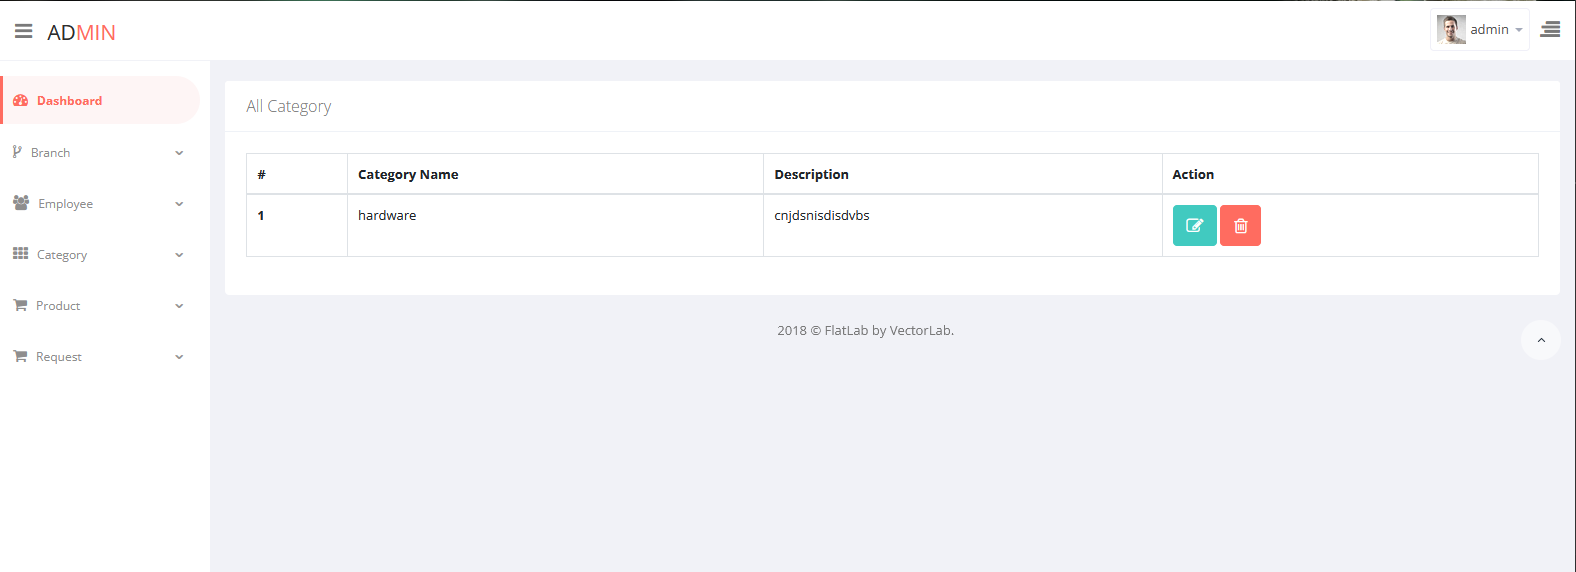 ADMIN
admin
Dashboard
Branch
Employee
Category
Product
Request
All Category
# Category Name Description Action
1 hardware cnjdsnisdisdvbs
2018 © FlatLab by VectorLab.